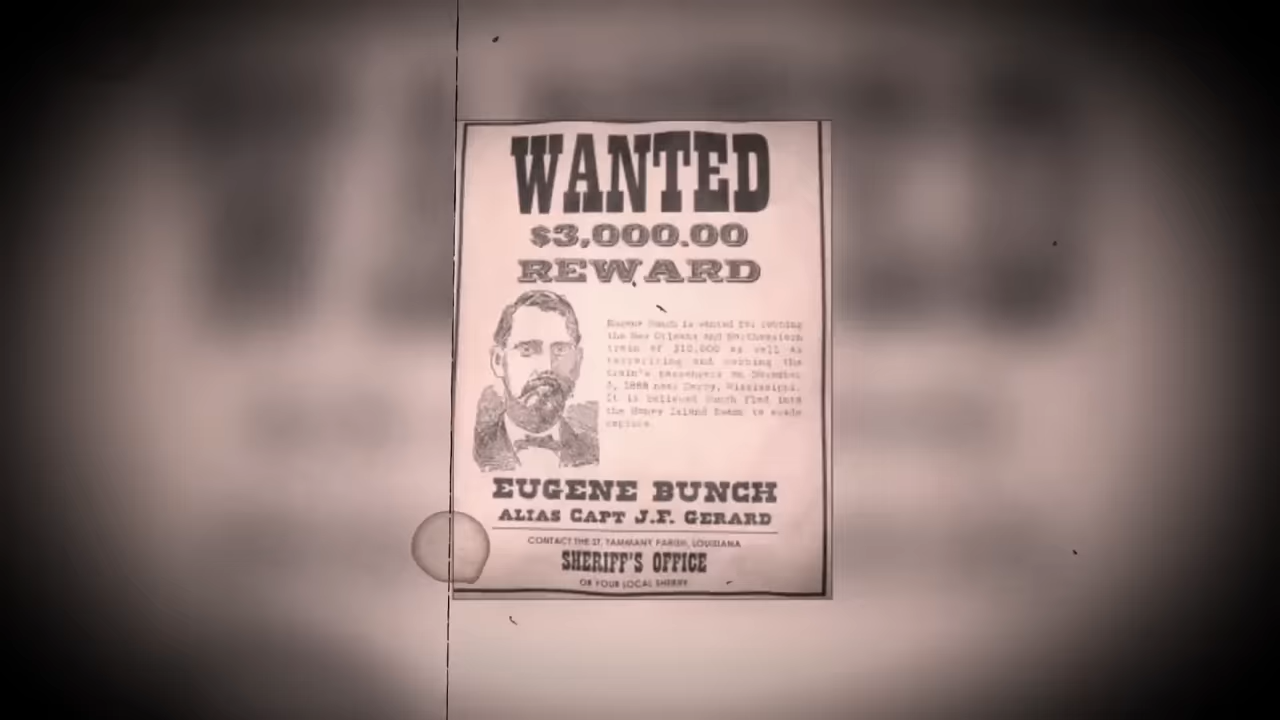 WANTED
$3,000.00
REWARD
Eugene Bunch is wanted for robbing
the New Orleans and Northeastern
train of $10,000 as well as
terrorizing and robbing the
train's passengers on November
3, 1888 near Derby, Mississippi.
It is believed Bunch fled into
the Honey Island Swamp to evade
capture.
EUGENE BUNCH
ALIAS CAPT J.F. GERARD
CONTACT THE ST. TAMMANY PARISH, LOUISIANA
SHERIFF'S OFFICE
OR YOUR LOCAL SHERIFF